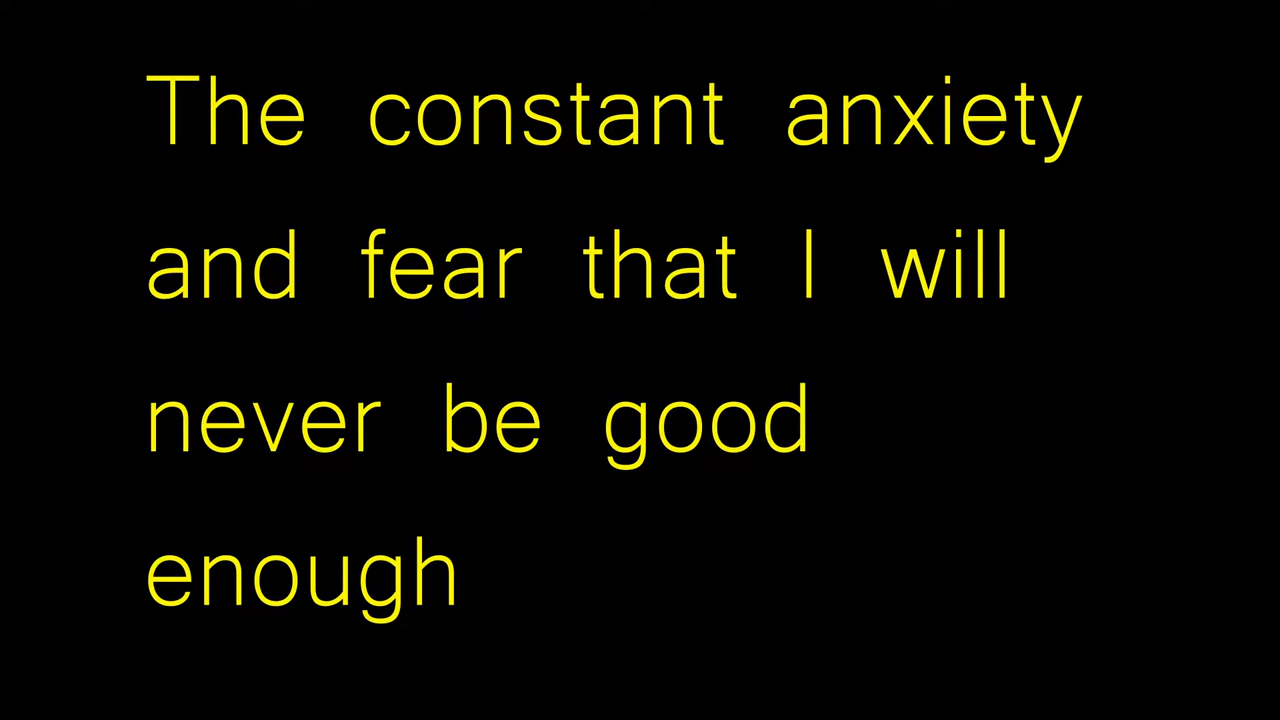 The constant anxiety
and fear that I will
never be good
enough